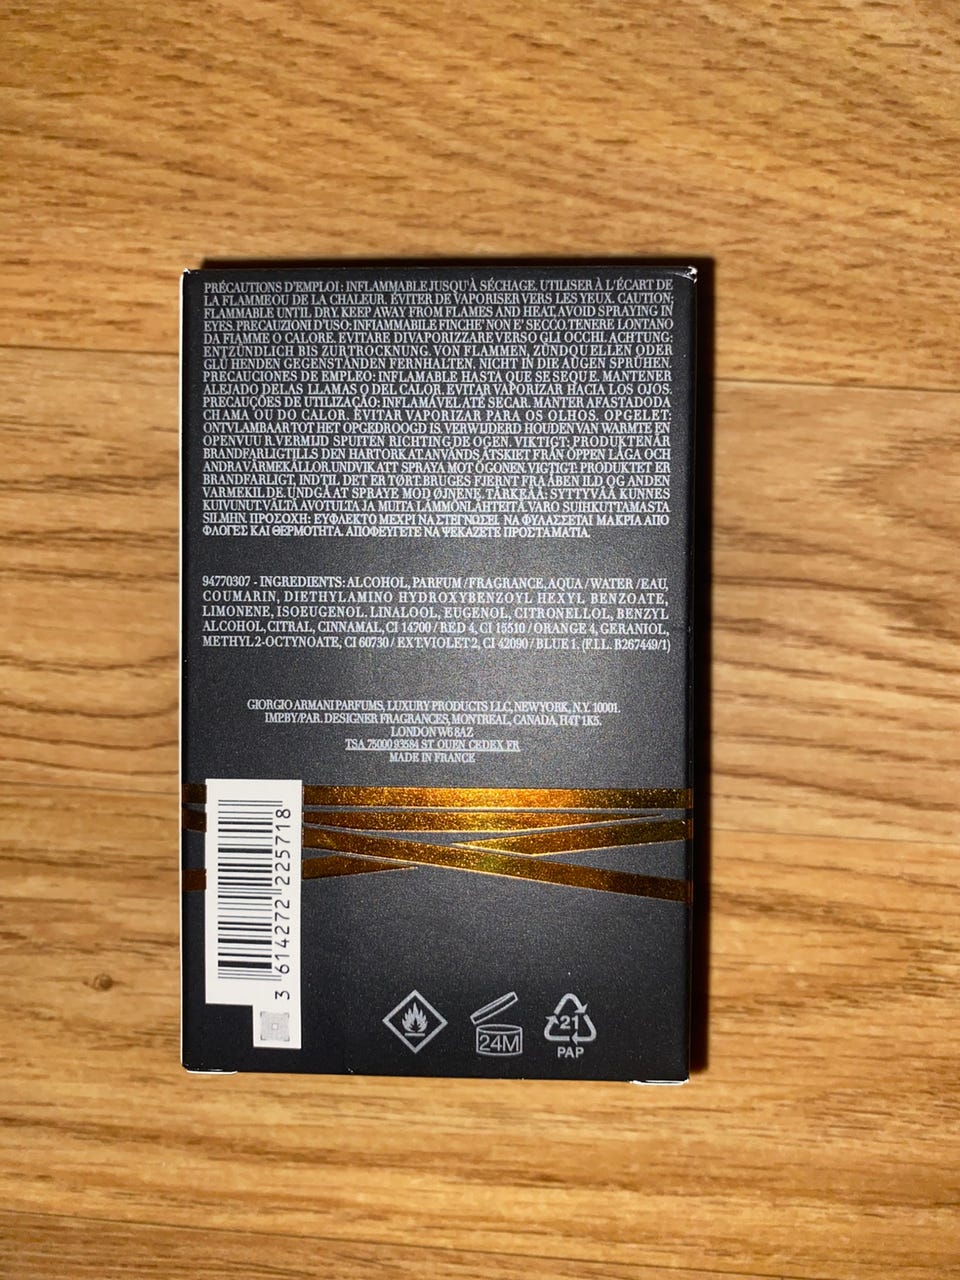 PRÉCAUTIONS D'EMPLOI : INFLAMMABLE JUSQU'À SÉCHAGE. UTILISER À L'ÉCART DE
LA FLAMME OU DE LA CHALEUR. ÉVITER DE VAPORISER VERS LES YEUX. CAUTION:
FLAMMABLE UNTIL DRY. KEEP AWAY FROM FLAMES AND HEAT, AVOID SPRAYING IN
EYES. PRECAUZIONI D'USO: INFIAMMABILE FINCHE' NON E' SECCO. TENERE LONTANO
DA FIAMME O CALORE. EVITARE DI VAPORIZZARE VERSO GLI OCCHI. ACHTUNG:
ENTZÜNDLICH BIS ZUR TROCKNUNG. VON FLAMMEN, ZÜNDQUELLEN ODER
GLÜ HENDEN GEGENSTÄNDEN FERNHALTEN. NICHT IN DIE AUGEN SPRÜHEN.
PRECAUCIONES DE EMPLEO: INFLAMABLE HASTA QUE SE SEQUE. MANTENER
ALEJADO DE LAS LLAMAS O DEL CALOR. EVITAR VAPORIZAR HACIA LOS OJOS.
PRECAUÇÕES DE UTILIZAÇÃO: INFLAMÁVEL ATÉ SECAR. MANTER AFASTADO DA
CHAMA OU DO CALOR. EVITAR VAPORIZAR PARA OS OLHOS. OPGELET:
ONTVLAMBAAR TOT HET OPGEDROOGD IS. VERWIJDERD HOUDEN VAN WARMTE EN
OPENVUU R. VERMIJD SPUITEN RICHTING DE OGEN. VIKTIGT: PRODUKTEN ÄR
BRANDFARLIGT TILLS DEN HAR TORKAT. ANVÄNDS ÅTSKIET FRÅN ÖPPEN LÅGA OCH
ANDRA VÄRMEKÄLLOR. UNDVIK ATT SPRAYA MOT ÖGONEN. VIGTIGT: PRODUKTET ER
BRANDFARLIGT, INDTIL DET ER TØRT. BRUGES FJERNT FRA ÅBEN ILD OG ANDEN
VARMEKIL DE. UNDGÅ AT SPRAYE MOD ØJNENE. TÄRKEÄÄ: SYTTYVÄÄ KUNNES
KUIVUNUT. VÄLTÄ AVOTULTA JA MUITA LÄMMÖNLÄHTEITÄ. VARO SUIHKUTTAMASTA
SILMIIN. ΠΡΟΣΟΧΗ: ΕΥΦΛΕΚΤΟ ΜΕΧΡΙ ΝΑ ΣΤΕΓΝΩΣΕΙ. ΝΑ ΦΥΛΑΣΣΕΤΑΙ ΜΑΚΡΙΑ ΑΠΟ
ΦΛΟΓΕΣ ΚΑΙ ΘΕΡΜΟΤΗΤΑ. ΑΠΟΦΕΥΓΕΤΕ ΝΑ ΨΕΚΑΖΕΤΕ ΠΡΟΣ ΤΑ ΜΑΤΙΑ.
94770307 - INGREDIENTS: ALCOHOL, PARFUM / FRAGRANCE, AQUA / WATER / EAU,
COUMARIN, DIETHYLAMINO HYDROXYBENZOYL HEXYL BENZOATE,
LIMONENE, ISOEUGENOL. LINALOOL, EUGENOL, CITRONELLOL, BENZYL
ALCOHOL, CITRAL, CINNAMAL, CI 14700 / RED 4, CI 15510 / ORANGE 4, GERANIOL,
METHYL 2-OCTYNOATE, CI 60730 / EXT.VIOLET 2, CI 42090 / BLUE 1. (F.I.L. B267449/1)
GIORGIO ARMANI PARFUMS, LUXURY PRODUCTS LLC, NEW YORK, N.Y. 10001.
IMP.BY/PAR. DESIGNER FRAGRANCES, MONTREAL, CANADA, H4T 1K5.
LONDON W6 8AZ
TSA 75000 93584 ST OUEN CEDEX FR
MADE IN FRANCE
3 614272 225718
24M
21
PAP